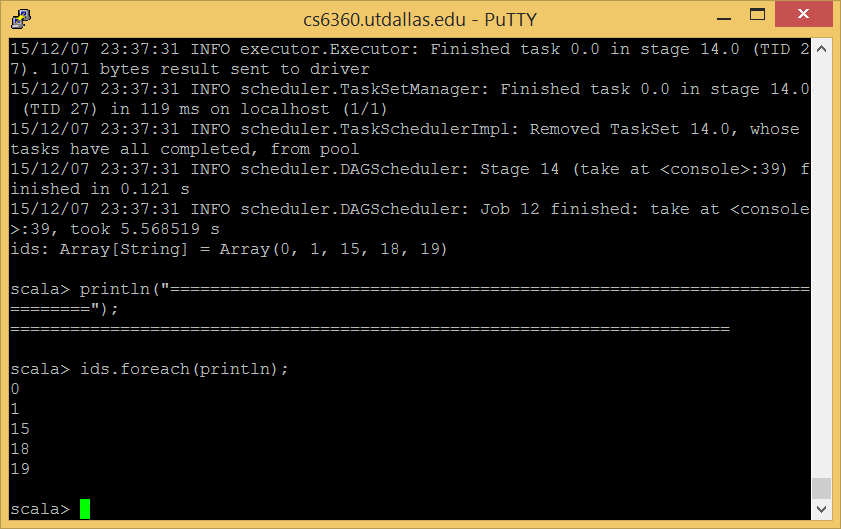 cs6360.utdallas.edu - PuTTY
15/12/07 23:37:31 INFO executor.Executor: Finished task 0.0 in stage 14.0 (TID 2
7). 1071 bytes result sent to driver
15/12/07 23:37:31 INFO scheduler.TaskSetManager: Finished task 0.0 in stage 14.0
 (TID 27) in 119 ms on localhost (1/1)
15/12/07 23:37:31 INFO scheduler.TaskSchedulerImpl: Removed TaskSet 14.0, whose
tasks have all completed, from pool
15/12/07 23:37:31 INFO scheduler.DAGScheduler: Stage 14 (take at <console>:39) f
inished in 0.121 s
15/12/07 23:37:31 INFO scheduler.DAGScheduler: Job 12 finished: take at <console
>:39, took 5.568519 s
ids: Array[String] = Array(0, 1, 15, 18, 19)
scala> println("================================================================
========");
========================================================================
scala> ids.foreach(println);
0
1
15
18
19
scala>